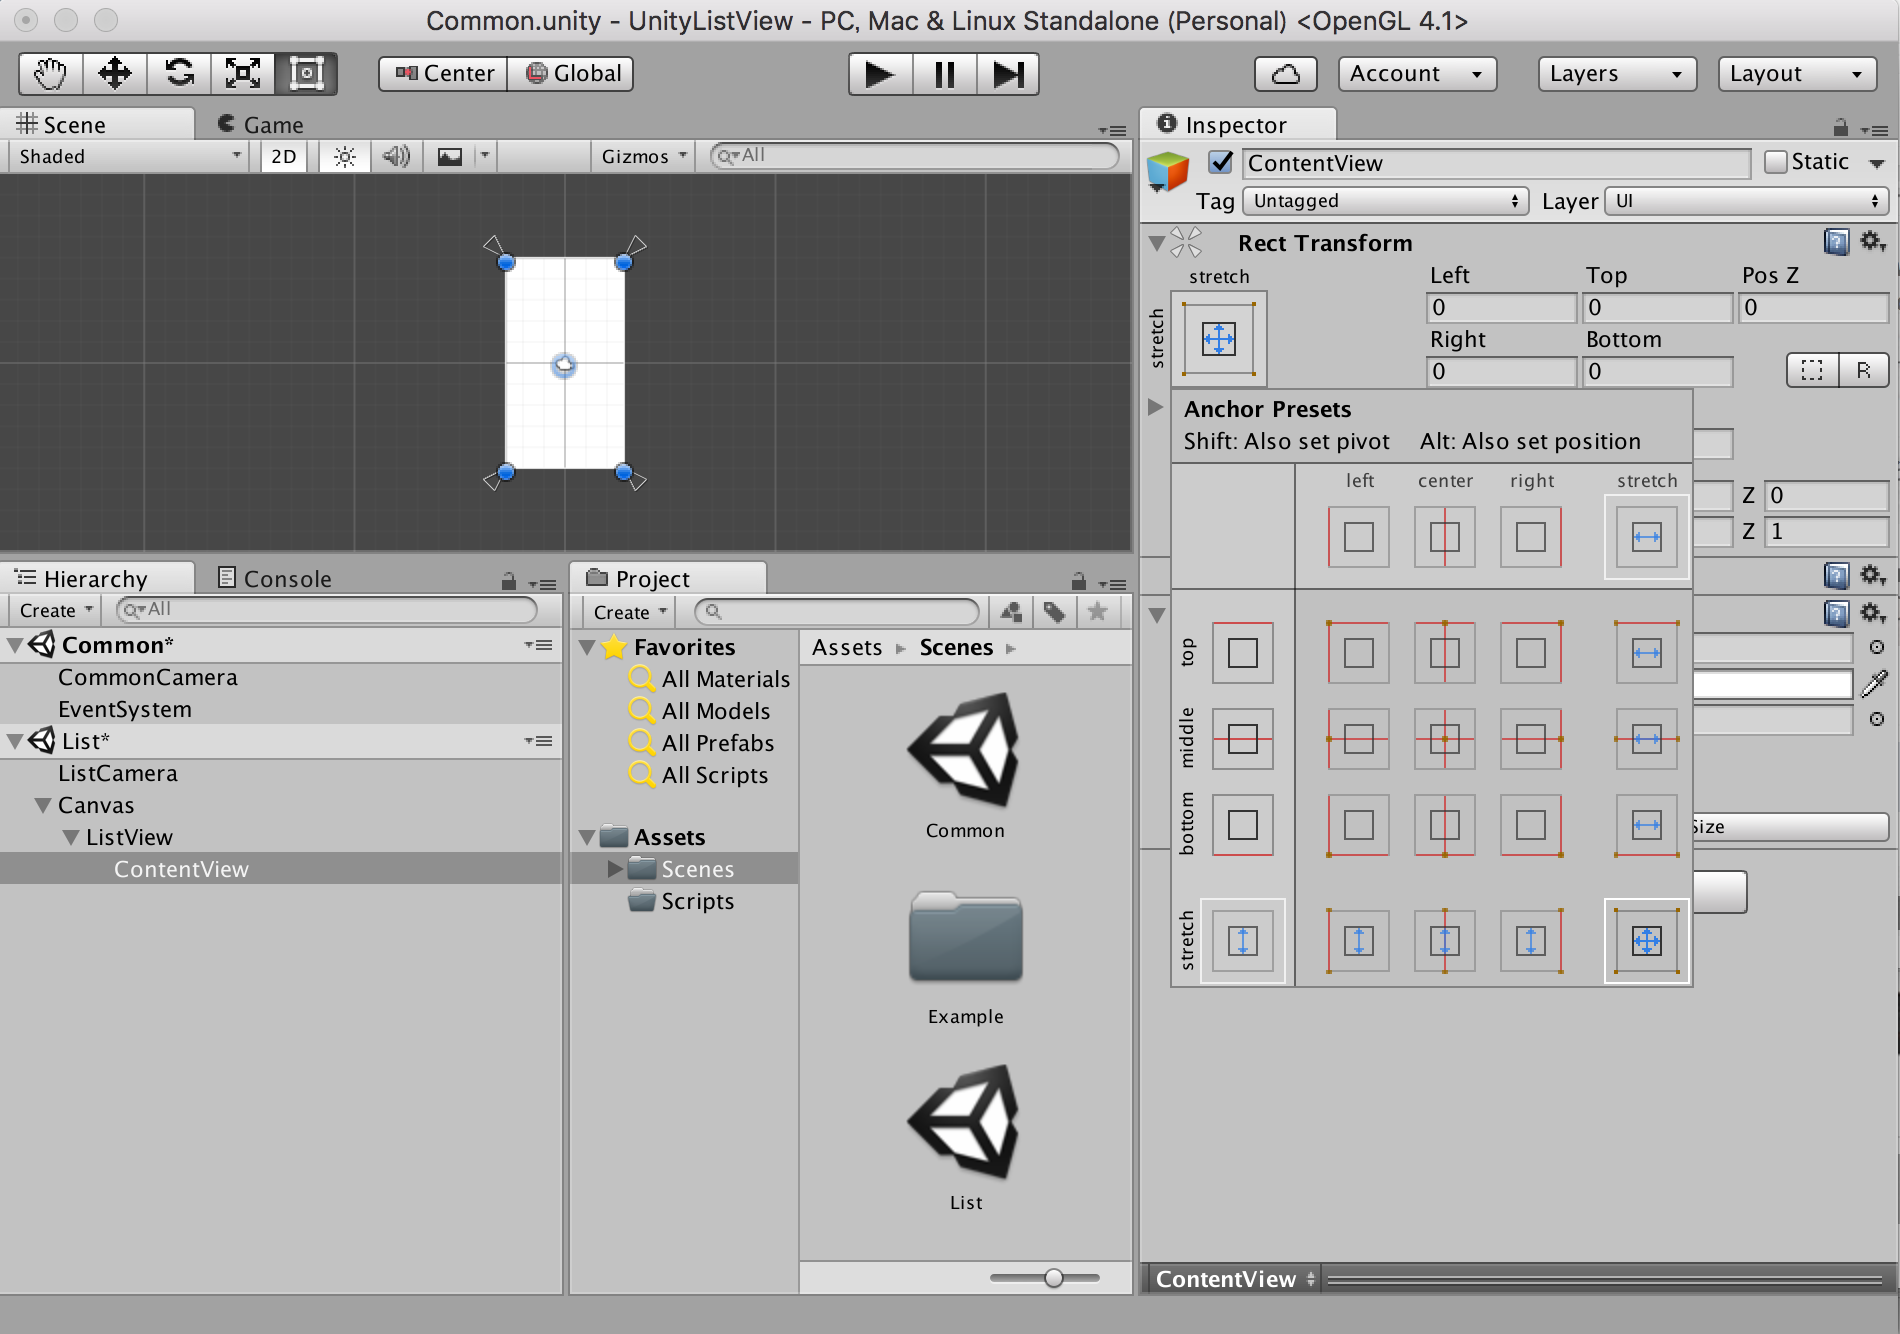 Common.unity - UnityListView - PC, Mac & Linux Standalone (Personal) <OpenGL 4.1>
Center Global Account Layers Layout
Scene Game
Shaded 2D Gizmos All
Inspector
ContentView Static
Tag Untagged Layer UI
Rect Transform
stretch Left Top Pos Z
stretch 0 0 0
Right Bottom
0 0 R
Anchor Presets
Shift: Also set pivot Alt: Also set position
left center right stretch
Z 0
Z 1
top
middle
bottom
Size
stretch
Hierarchy Console
Create All
Common*
CommonCamera
EventSystem
List*
ListCamera
Canvas
ListView
ContentView
Project
Create
Favorites
All Materials
All Models
All Prefabs
All Scripts
Assets
Scenes
Scripts
Assets Scenes
Common
Example
List
ContentView